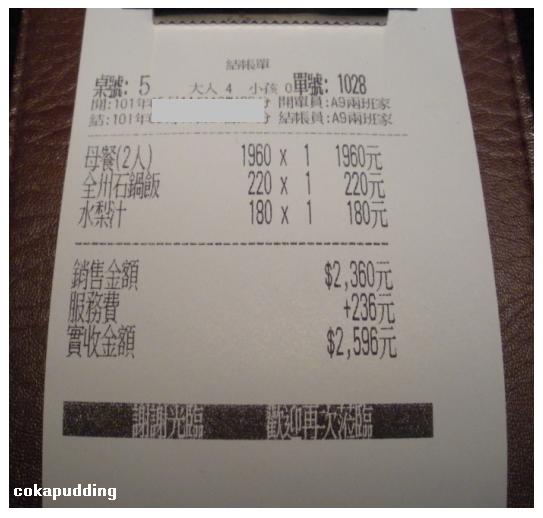 結帳單
桌號: 5 大人 4 小孩 0 單號: 1028
開:101年 分 開單員:A9兩班家
結:101年 分 結帳員:A9兩班家
母餐(2人) 1960 x 1 1960元
全州石鍋飯 220 x 1 220元
水梨汁 180 x 1 180元
銷售金額 $2,360元
服務費 +236元
實收金額 $2,596元
謝謝光臨 歡迎再次蒞臨
cokapudding